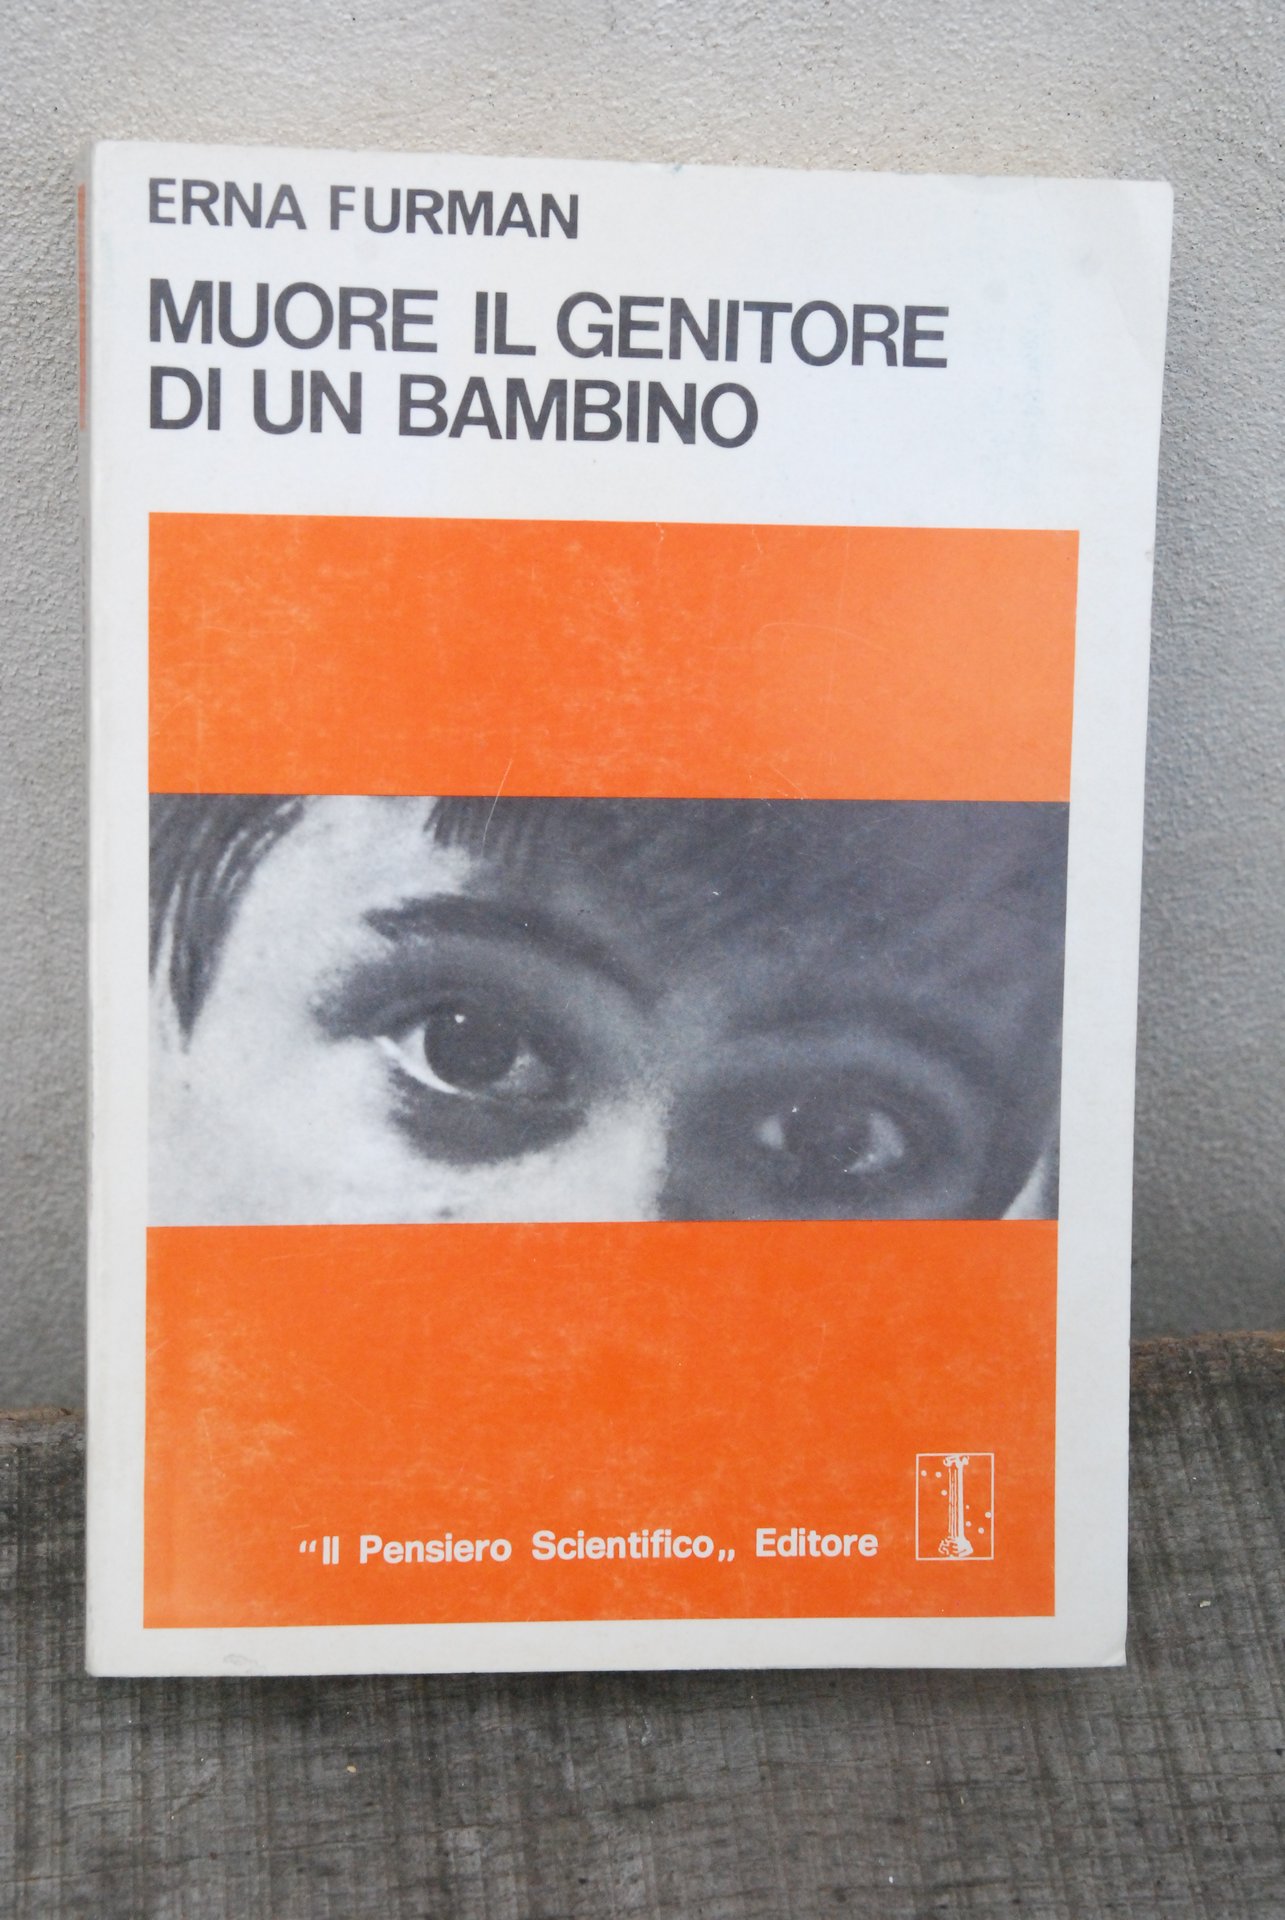 ERNA FURMAN
MUORE IL GENITORE
DI UN BAMBINO
“Il Pensiero Scientifico„ Editore